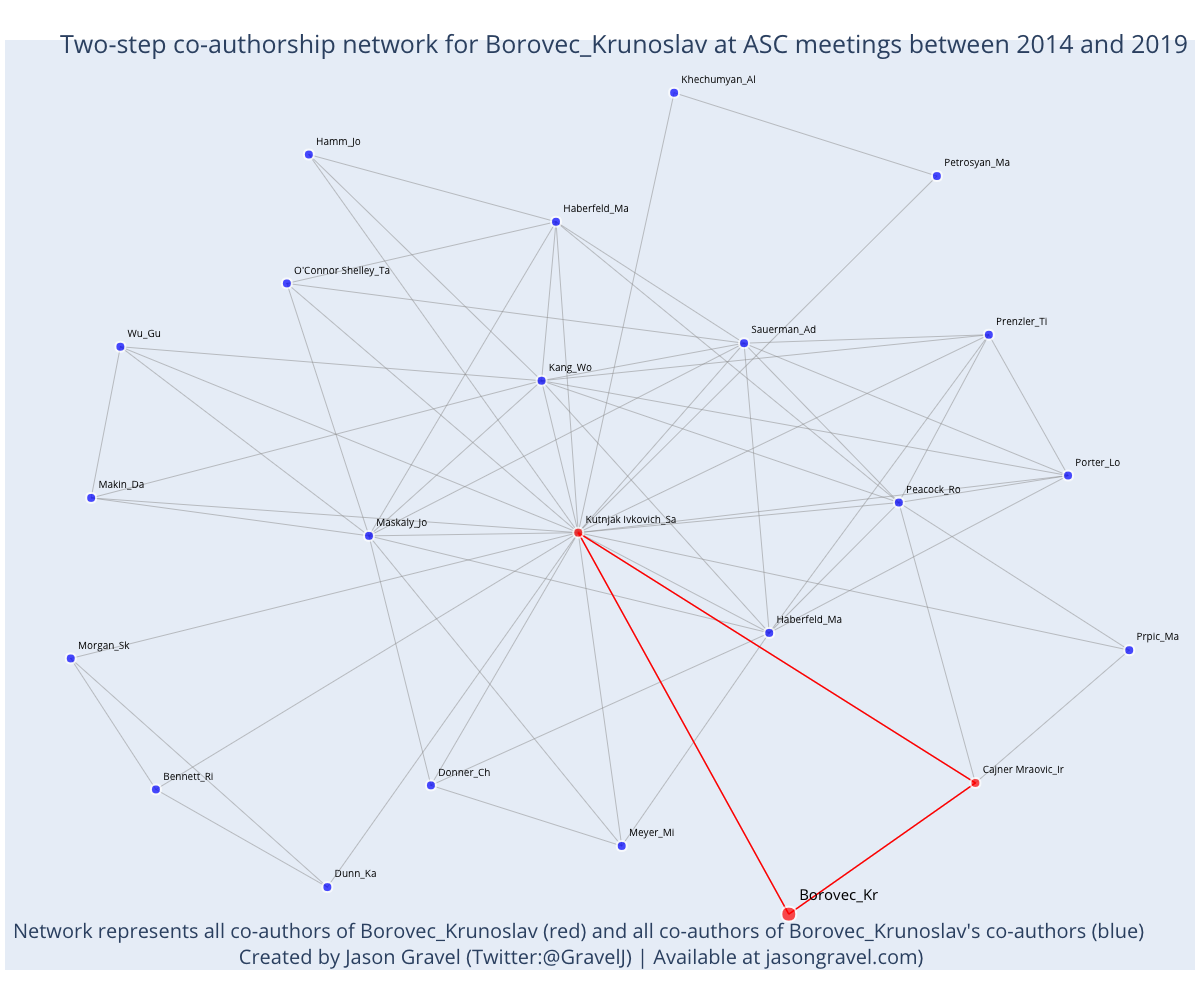 Two-step co-authorship network for Borovec_Krunoslav at ASC meetings between 2014 and 2019
Khechumyan_Al
Hamm_Jo
Petrosyan_Ma
Haberfeld_Ma
O'Connor Shelley_Ta
Wu_Gu
Sauerman_Ad
Prenzler_Ti
Kang_Wo
Porter_Lo
Makin_Da
Peacock_Ro
Maskaly_Jo
Kutnjak Ivkovich_Sa
Haberfeld_Ma
Prpic_Ma
Morgan_Sk
Bennett_Ri
Donner_Ch
Cajner Mraovic_Ir
Meyer_Mi
Dunn_Ka
Borovec_Kr
Network represents all co-authors of Borovec_Krunoslav (red) and all co-authors of Borovec_Krunoslav's co-authors (blue)
Created by Jason Gravel (Twitter:@GravelJ) | Available at jasongravel.com)